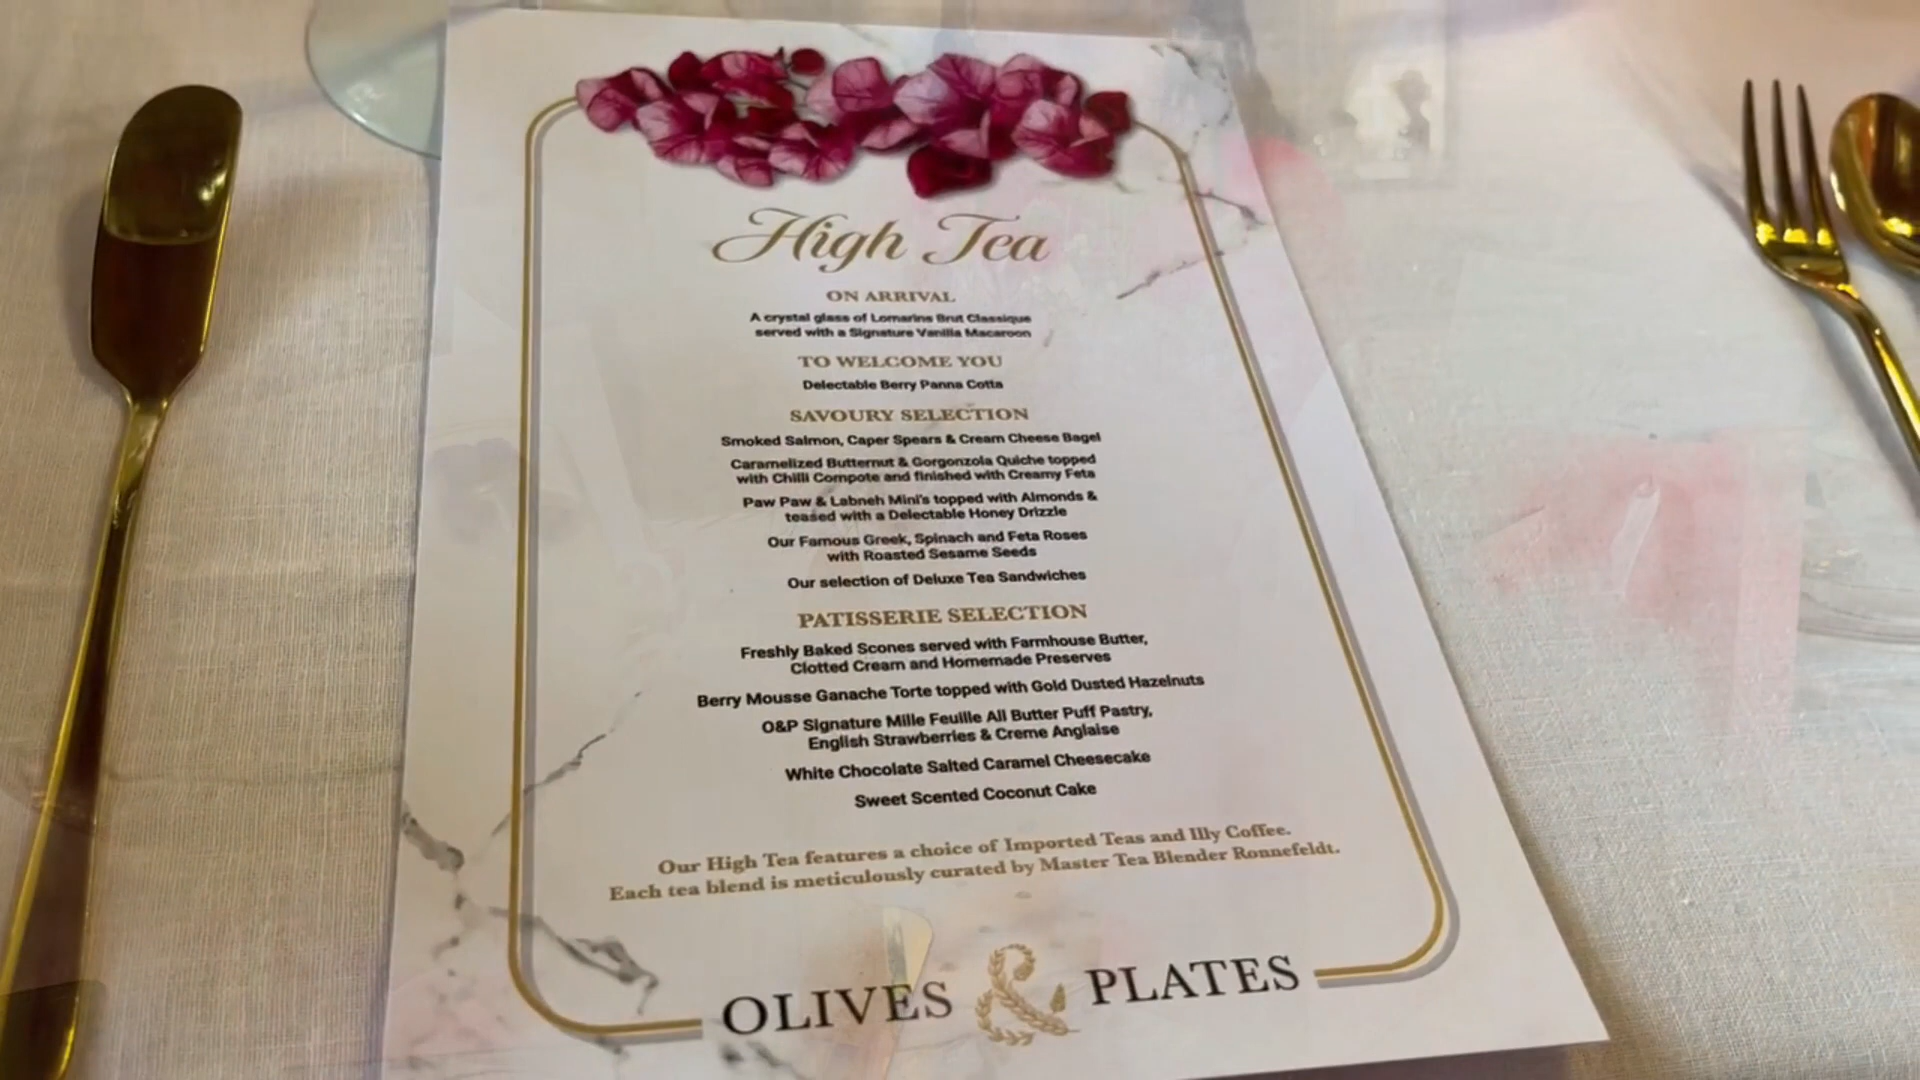 High Tea
ON ARRIVAL
A crystal glass of Lomarins Brut Classique
served with a Signature Vanilla Macaroon
TO WELCOME YOU
Delectable Berry Panna Cotta
SAVOURY SELECTION
Smoked Salmon, Caper Spears & Cream Cheese Bagel
Caramelized Butternut & Gorgonzola Quiche topped
with Chilli Compote and finished with Creamy Feta
Paw Paw & Labneh Mini's topped with Almonds &
teased with a Delectable Honey Drizzle
Our Famous Greek, Spinach and Feta Roses
with Roasted Sesame Seeds
Our selection of Deluxe Tea Sandwiches
PATISSERIE SELECTION
Freshly Baked Scones served with Farmhouse Butter,
Clotted Cream and Homemade Preserves
Berry Mousse Ganache Torte topped with Gold Dusted Hazelnuts
O&P Signature Mille Feuille All Butter Puff Pastry,
English Strawberries & Creme Anglaise
White Chocolate Salted Caramel Cheesecake
Sweet Scented Coconut Cake
Our High Tea features a choice of Imported Teas and Illy Coffee.
Each tea blend is meticulously curated by Master Tea Blender Ronnefeldt.
OLIVES & PLATES